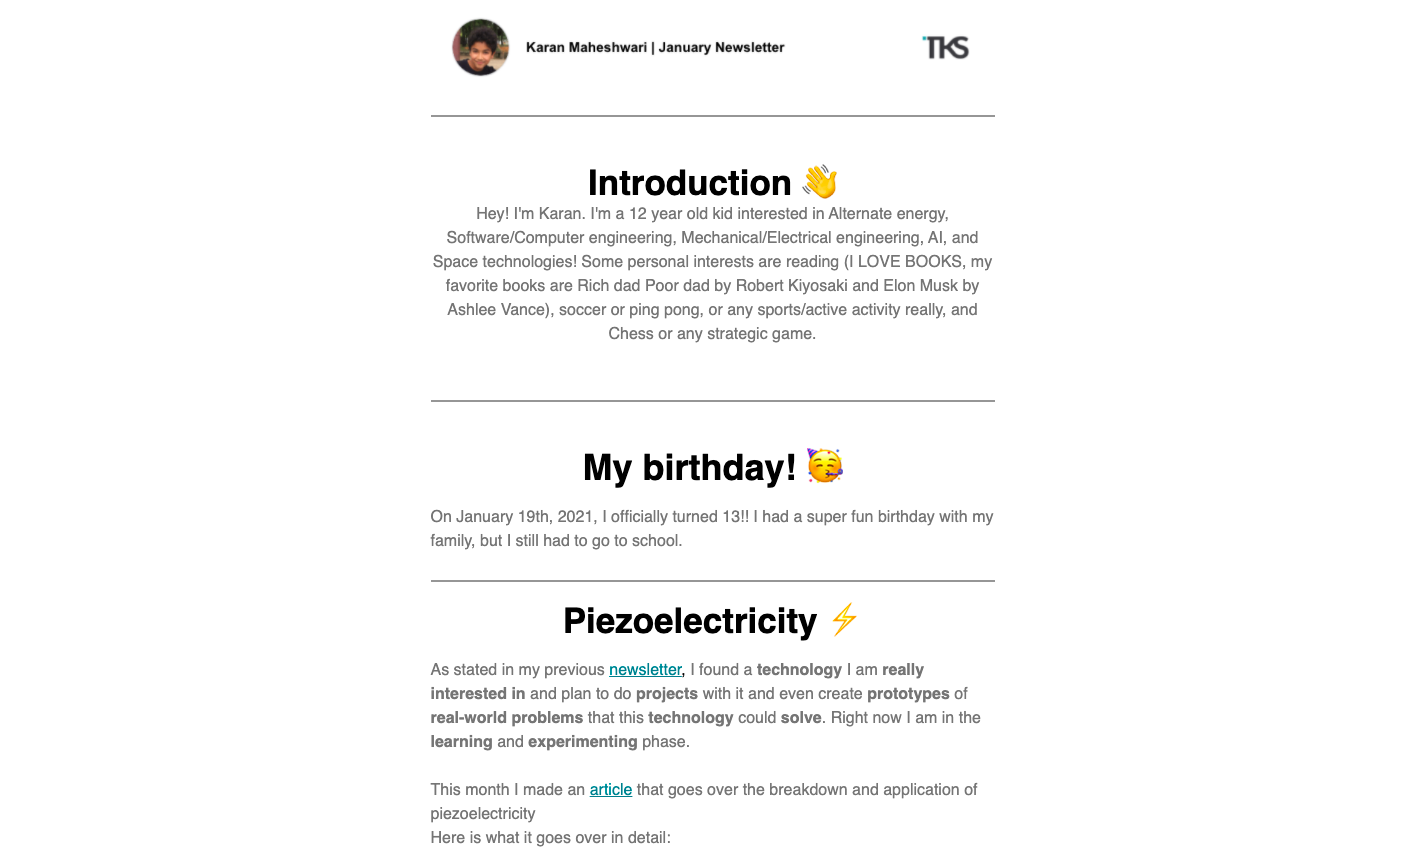 Karan Maheshwari | January Newsletter
TKS
Introduction 👋
Hey! I'm Karan. I'm a 12 year old kid interested in Alternate energy,
Software/Computer engineering, Mechanical/Electrical engineering, AI, and
Space technologies! Some personal interests are reading (I LOVE BOOKS, my
favorite books are Rich dad Poor dad by Robert Kiyosaki and Elon Musk by
Ashlee Vance), soccer or ping pong, or any sports/active activity really, and
Chess or any strategic game.
My birthday! 🥳
On January 19th, 2021, I officially turned 13!! I had a super fun birthday with my
family, but I still had to go to school.
Piezoelectricity ⚡
As stated in my previous newsletter, I found a technology I am really
interested in and plan to do projects with it and even create prototypes of
real-world problems that this technology could solve. Right now I am in the
learning and experimenting phase.
This month I made an article that goes over the breakdown and application of
piezoelectricity
Here is what it goes over in detail: